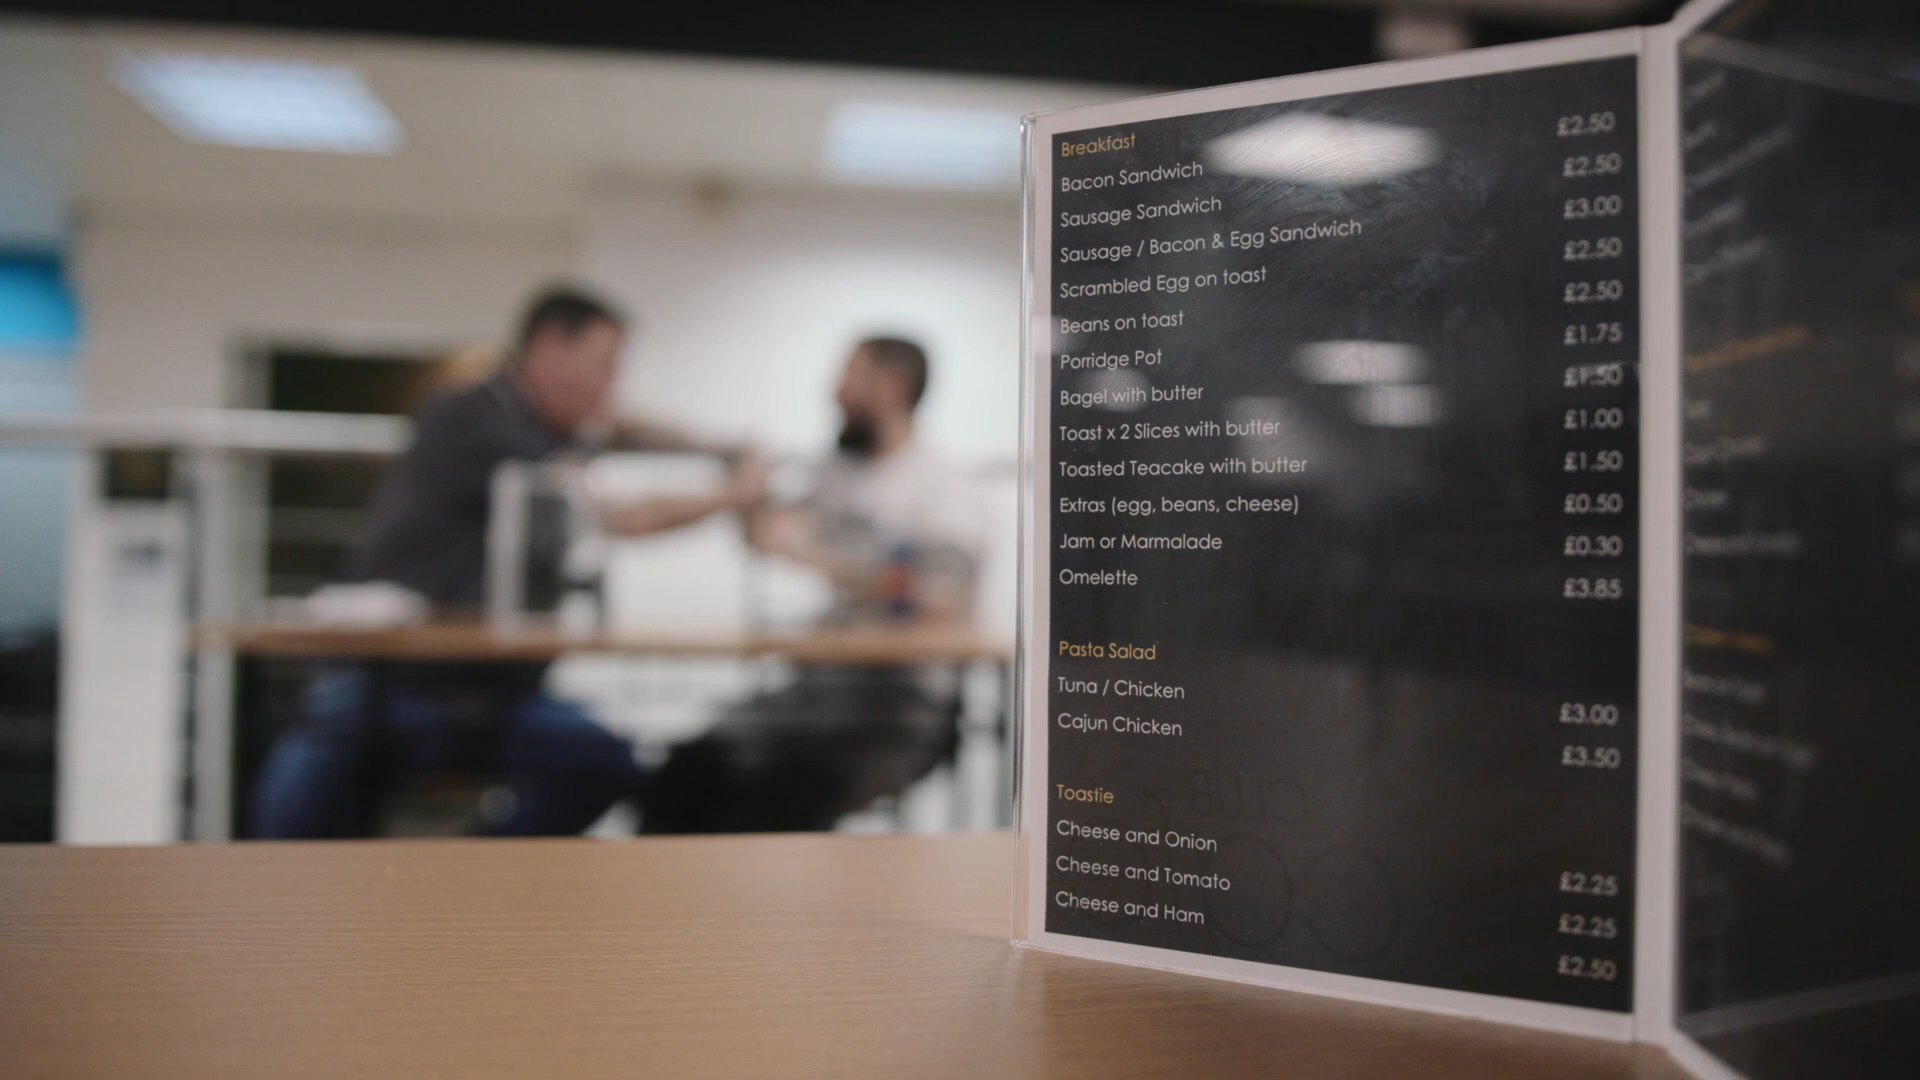 Breakfast
Bacon Sandwich £2.50
Sausage Sandwich £2.50
Sausage / Bacon & Egg Sandwich £3.00
Scrambled Egg on toast £2.50
Beans on toast £2.50
Porridge Pot £1.75
Bagel with butter £1.50
Toast x 2 Slices with butter £1.00
Toasted Teacake with butter £1.50
Extras (egg, beans, cheese) £0.50
Jam or Marmalade £0.30
Omelette £3.85
Pasta Salad
Tuna / Chicken £3.00
Cajun Chicken £3.50
Toastie
Cheese and Onion £2.25
Cheese and Tomato £2.25
Cheese and Ham £2.50